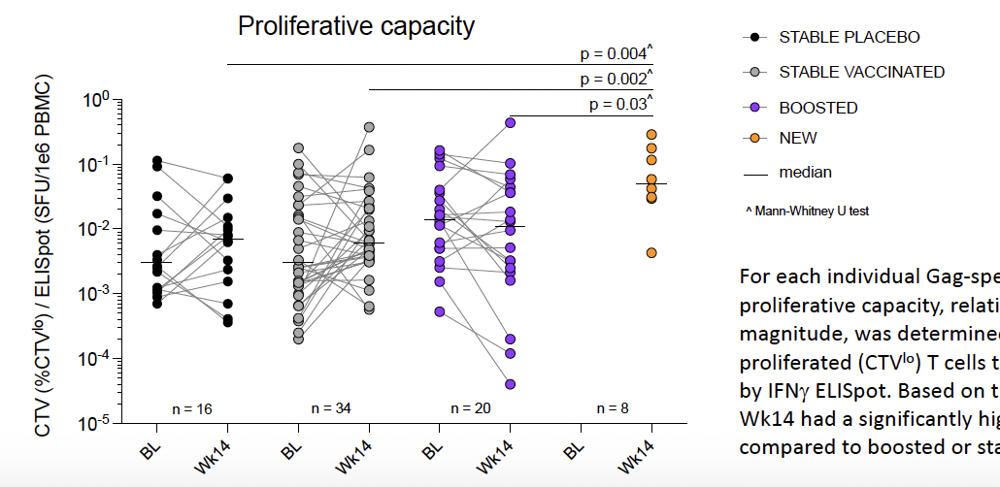 Proliferative capacity
p = 0.004^
p = 0.002^
p = 0.03^
CTV (%CTVˡᵒ) / ELISpot (SFU/1e6 PBMC)
10⁰
10⁻¹
10⁻²
10⁻³
10⁻⁴
10⁻⁵
n = 16
n = 34
n = 20
n = 8
BL
Wk14
BL
Wk14
BL
Wk14
BL
Wk14
STABLE PLACEBO
STABLE VACCINATED
BOOSTED
NEW
median
^ Mann-Whitney U test
For each individual Gag-spe
proliferative capacity, relati
magnitude, was determined
proliferated (CTVˡᵒ) T cells t
by IFNγ ELISpot. Based on t
Wk14 had a significantly hig
compared to boosted or sta